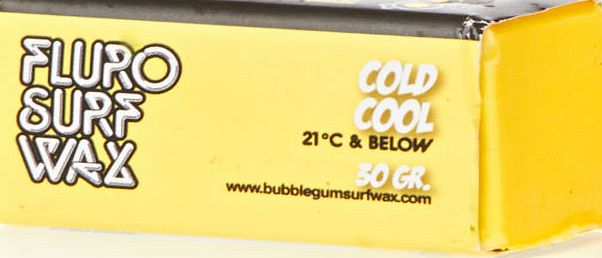 FLURO
SURF
WAX
COLD
COOL
21°C & BELOW
30 GR.
www.bubblegumsurfwax.com